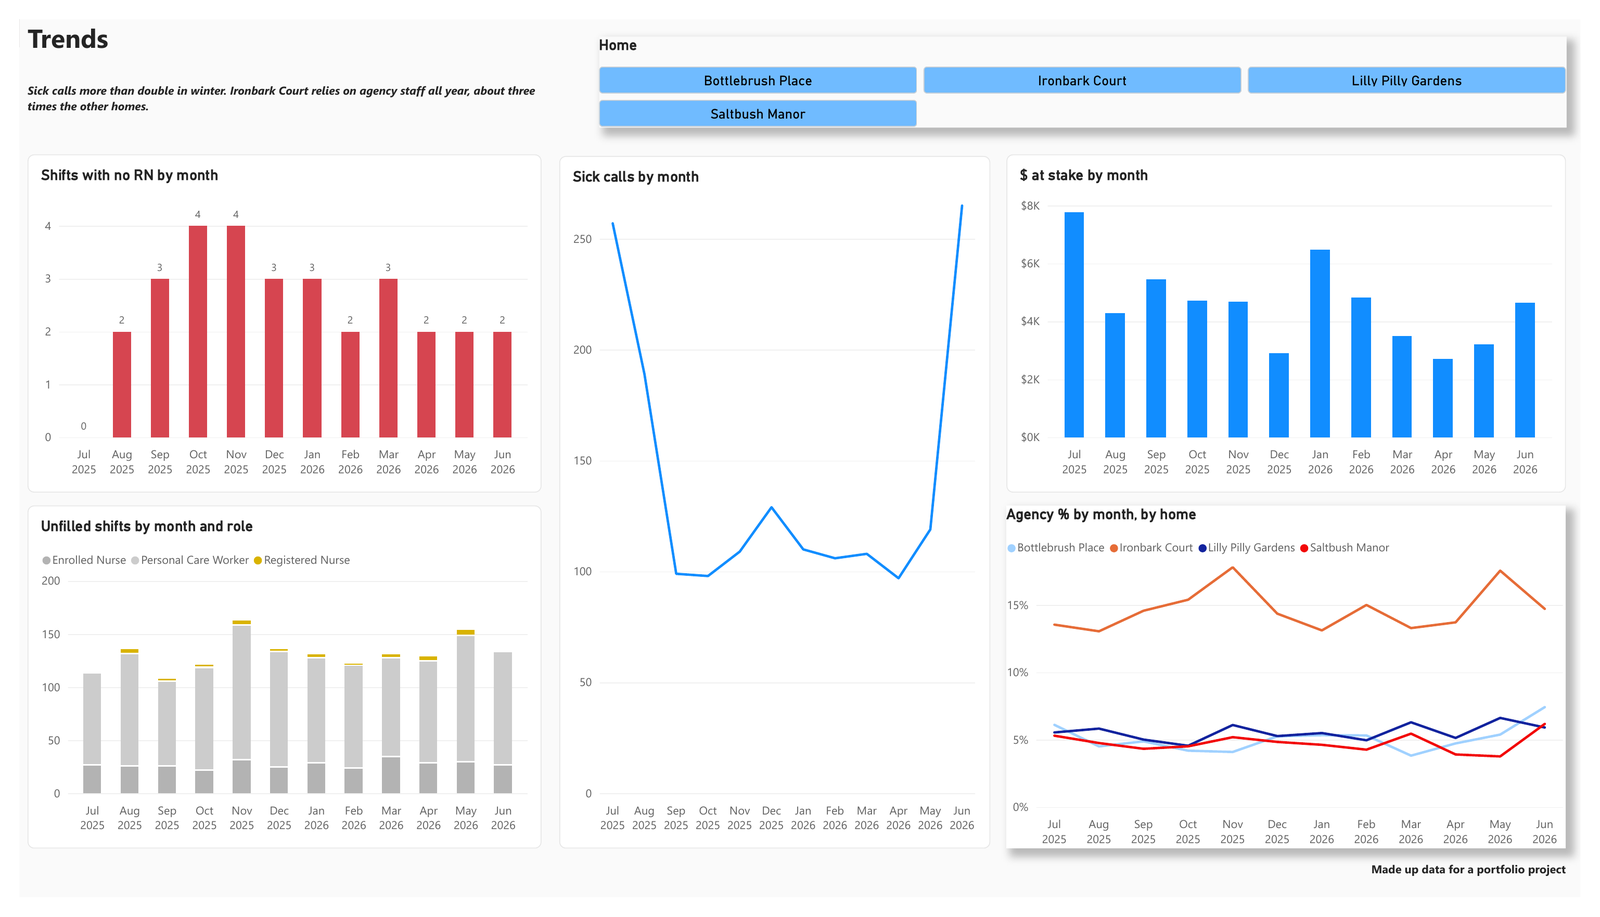 Trends
Sick calls more than double in winter. Ironbark Court relies on agency staff all year, about three
times the other homes.
Home
Bottlebrush Place
Ironbark Court
Lilly Pilly Gardens
Saltbush Manor
Shifts with no RN by month
4
3
2
1
0
0
2
3
4
4
3
3
2
3
2
2
2
Jul Aug Sep Oct Nov Dec Jan Feb Mar Apr May Jun
2025 2025 2025 2025 2025 2025 2026 2026 2026 2026 2026 2026
Unfilled shifts by month and role
Enrolled Nurse Personal Care Worker Registered Nurse
200
150
100
50
0
Jul Aug Sep Oct Nov Dec Jan Feb Mar Apr May Jun
2025 2025 2025 2025 2025 2025 2026 2026 2026 2026 2026 2026
Sick calls by month
250
200
150
100
50
0
Jul Aug Sep Oct Nov Dec Jan Feb Mar Apr May Jun
2025 2025 2025 2025 2025 2025 2026 2026 2026 2026 2026 2026
$ at stake by month
$8K
$6K
$4K
$2K
$0K
Jul Aug Sep Oct Nov Dec Jan Feb Mar Apr May Jun
2025 2025 2025 2025 2025 2025 2026 2026 2026 2026 2026 2026
Agency % by month, by home
Bottlebrush Place Ironbark Court Lilly Pilly Gardens Saltbush Manor
15%
10%
5%
0%
Jul Aug Sep Oct Nov Dec Jan Feb Mar Apr May Jun
2025 2025 2025 2025 2025 2025 2026 2026 2026 2026 2026 2026
Made up data for a portfolio project